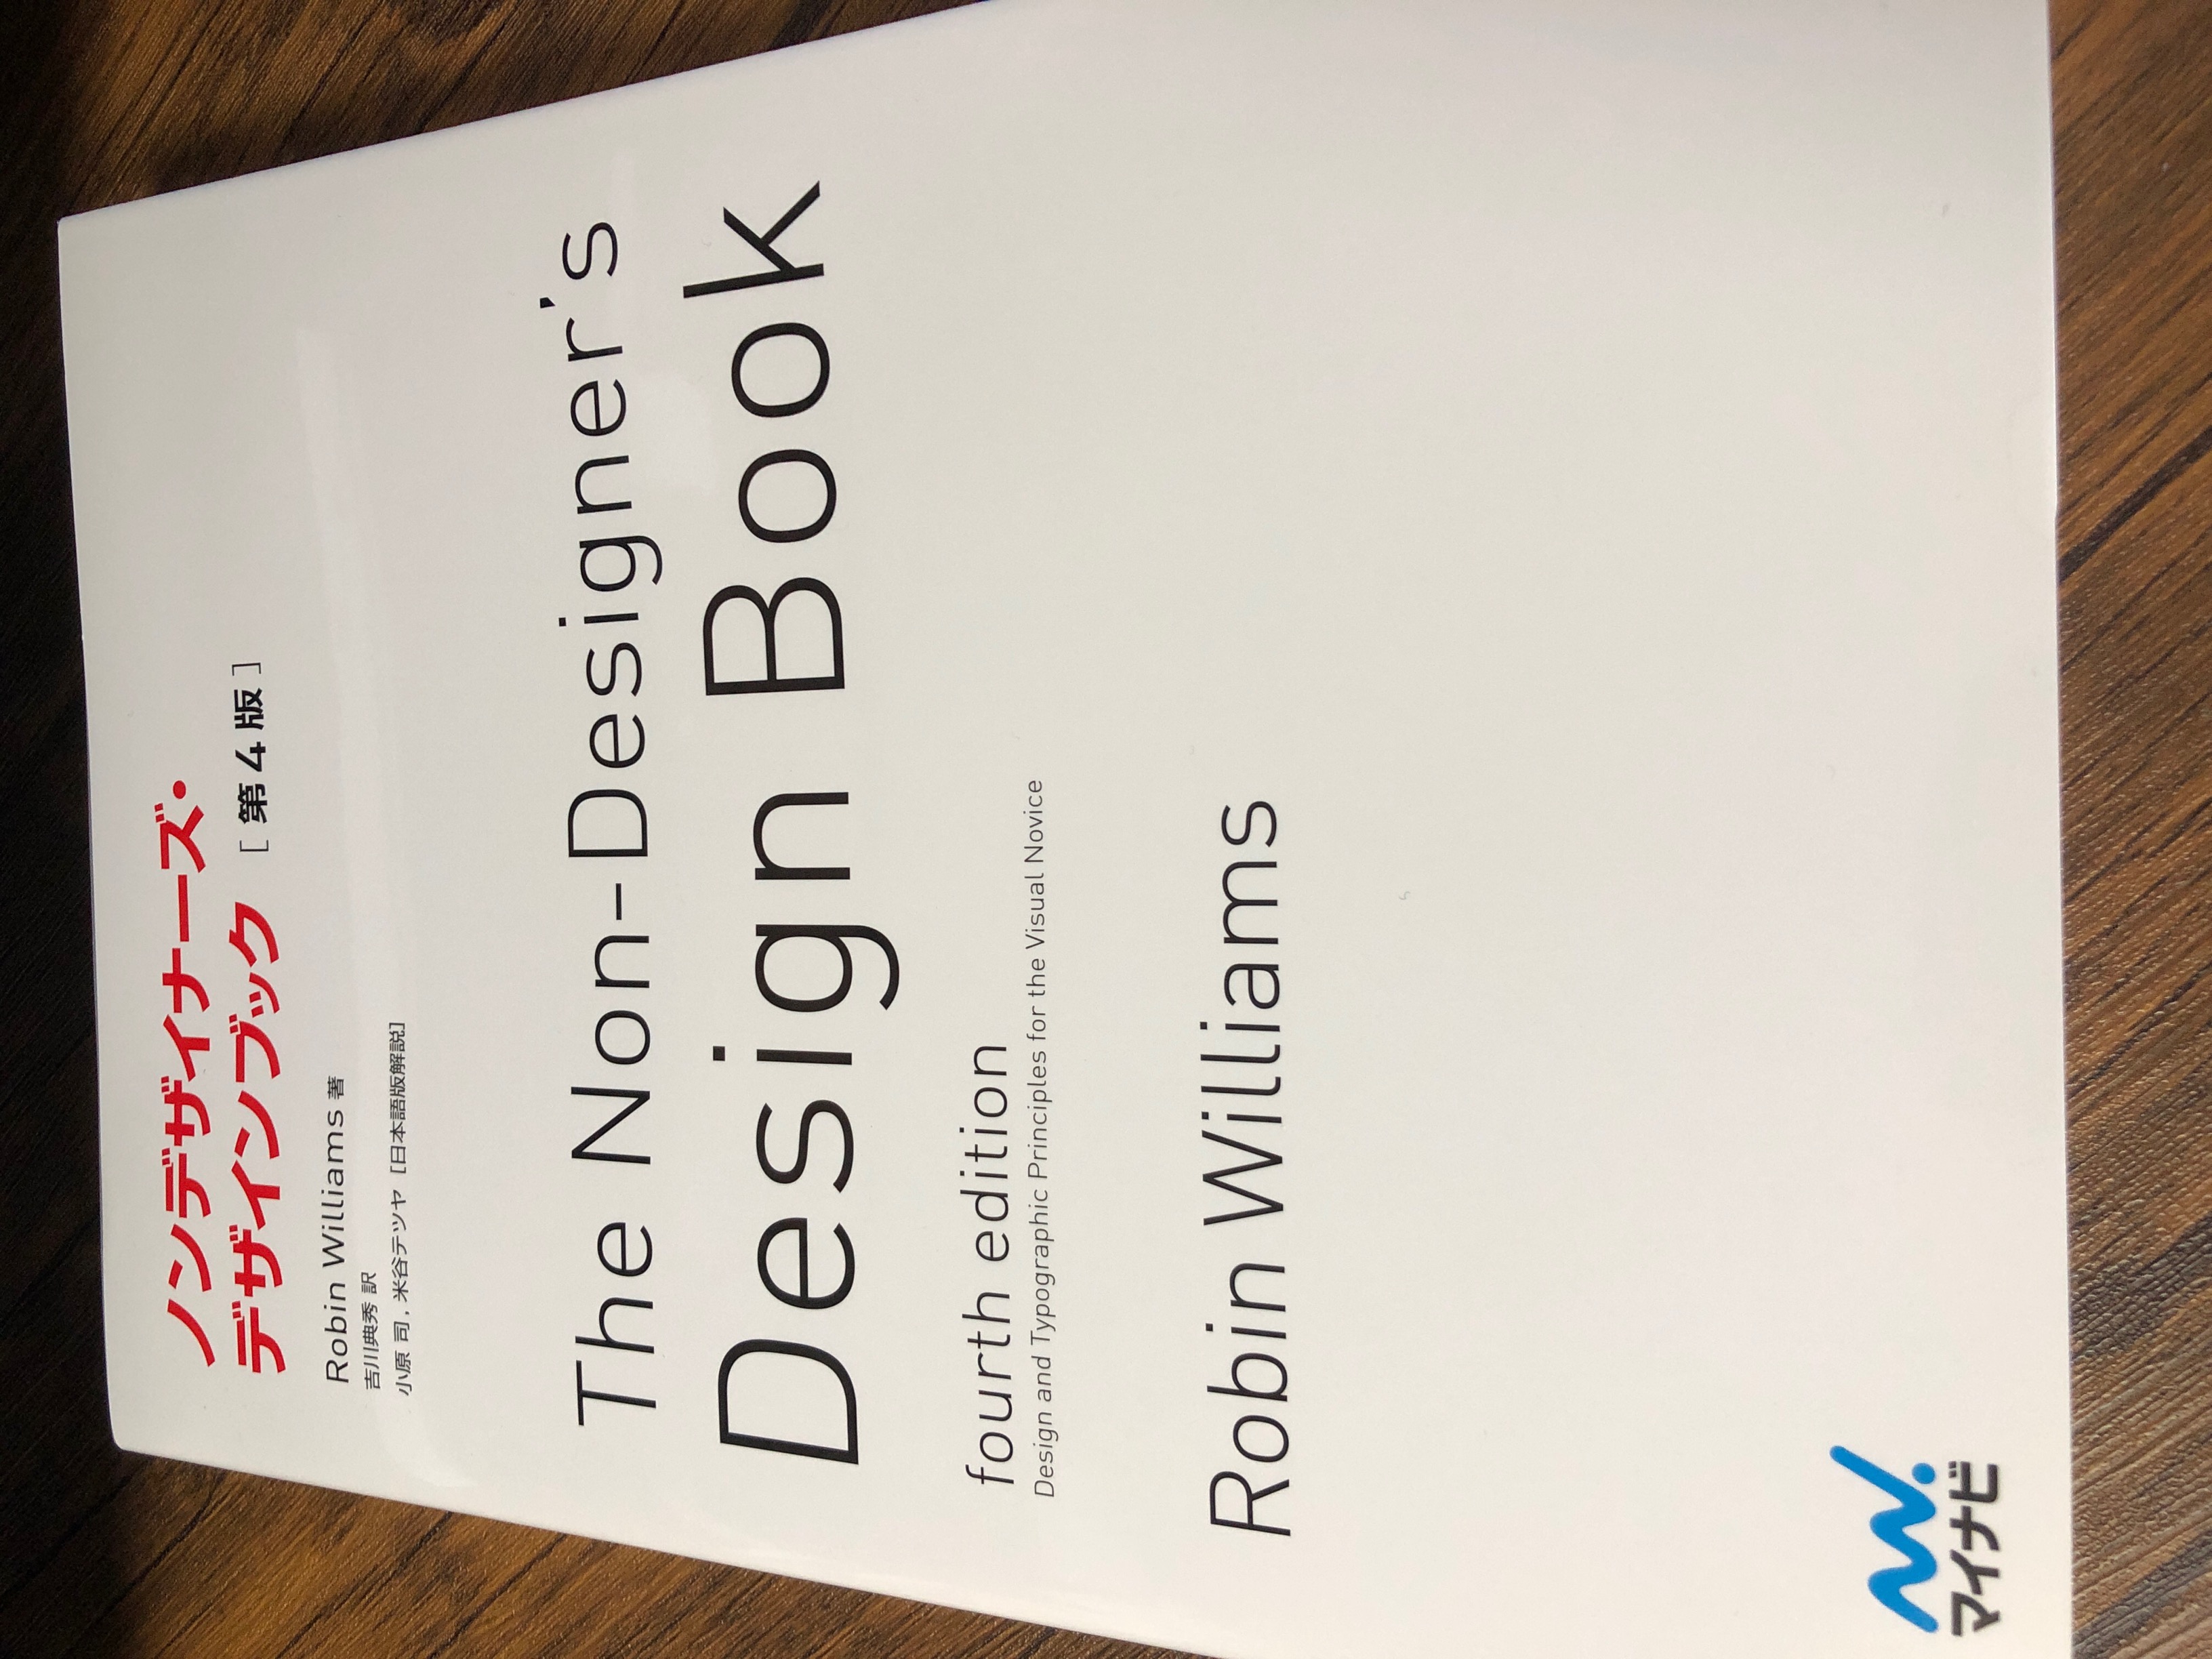 ノンデザイナーズ・
デザインブック [第4版]
Robin Williams 著
吉川典秀 訳
小原 司, 米谷テツヤ [日本語版解説]
The Non-Designer's
Design Book
fourth edition
Design and Typographic Principles for the Visual Novice
Robin Williams
マイナビ